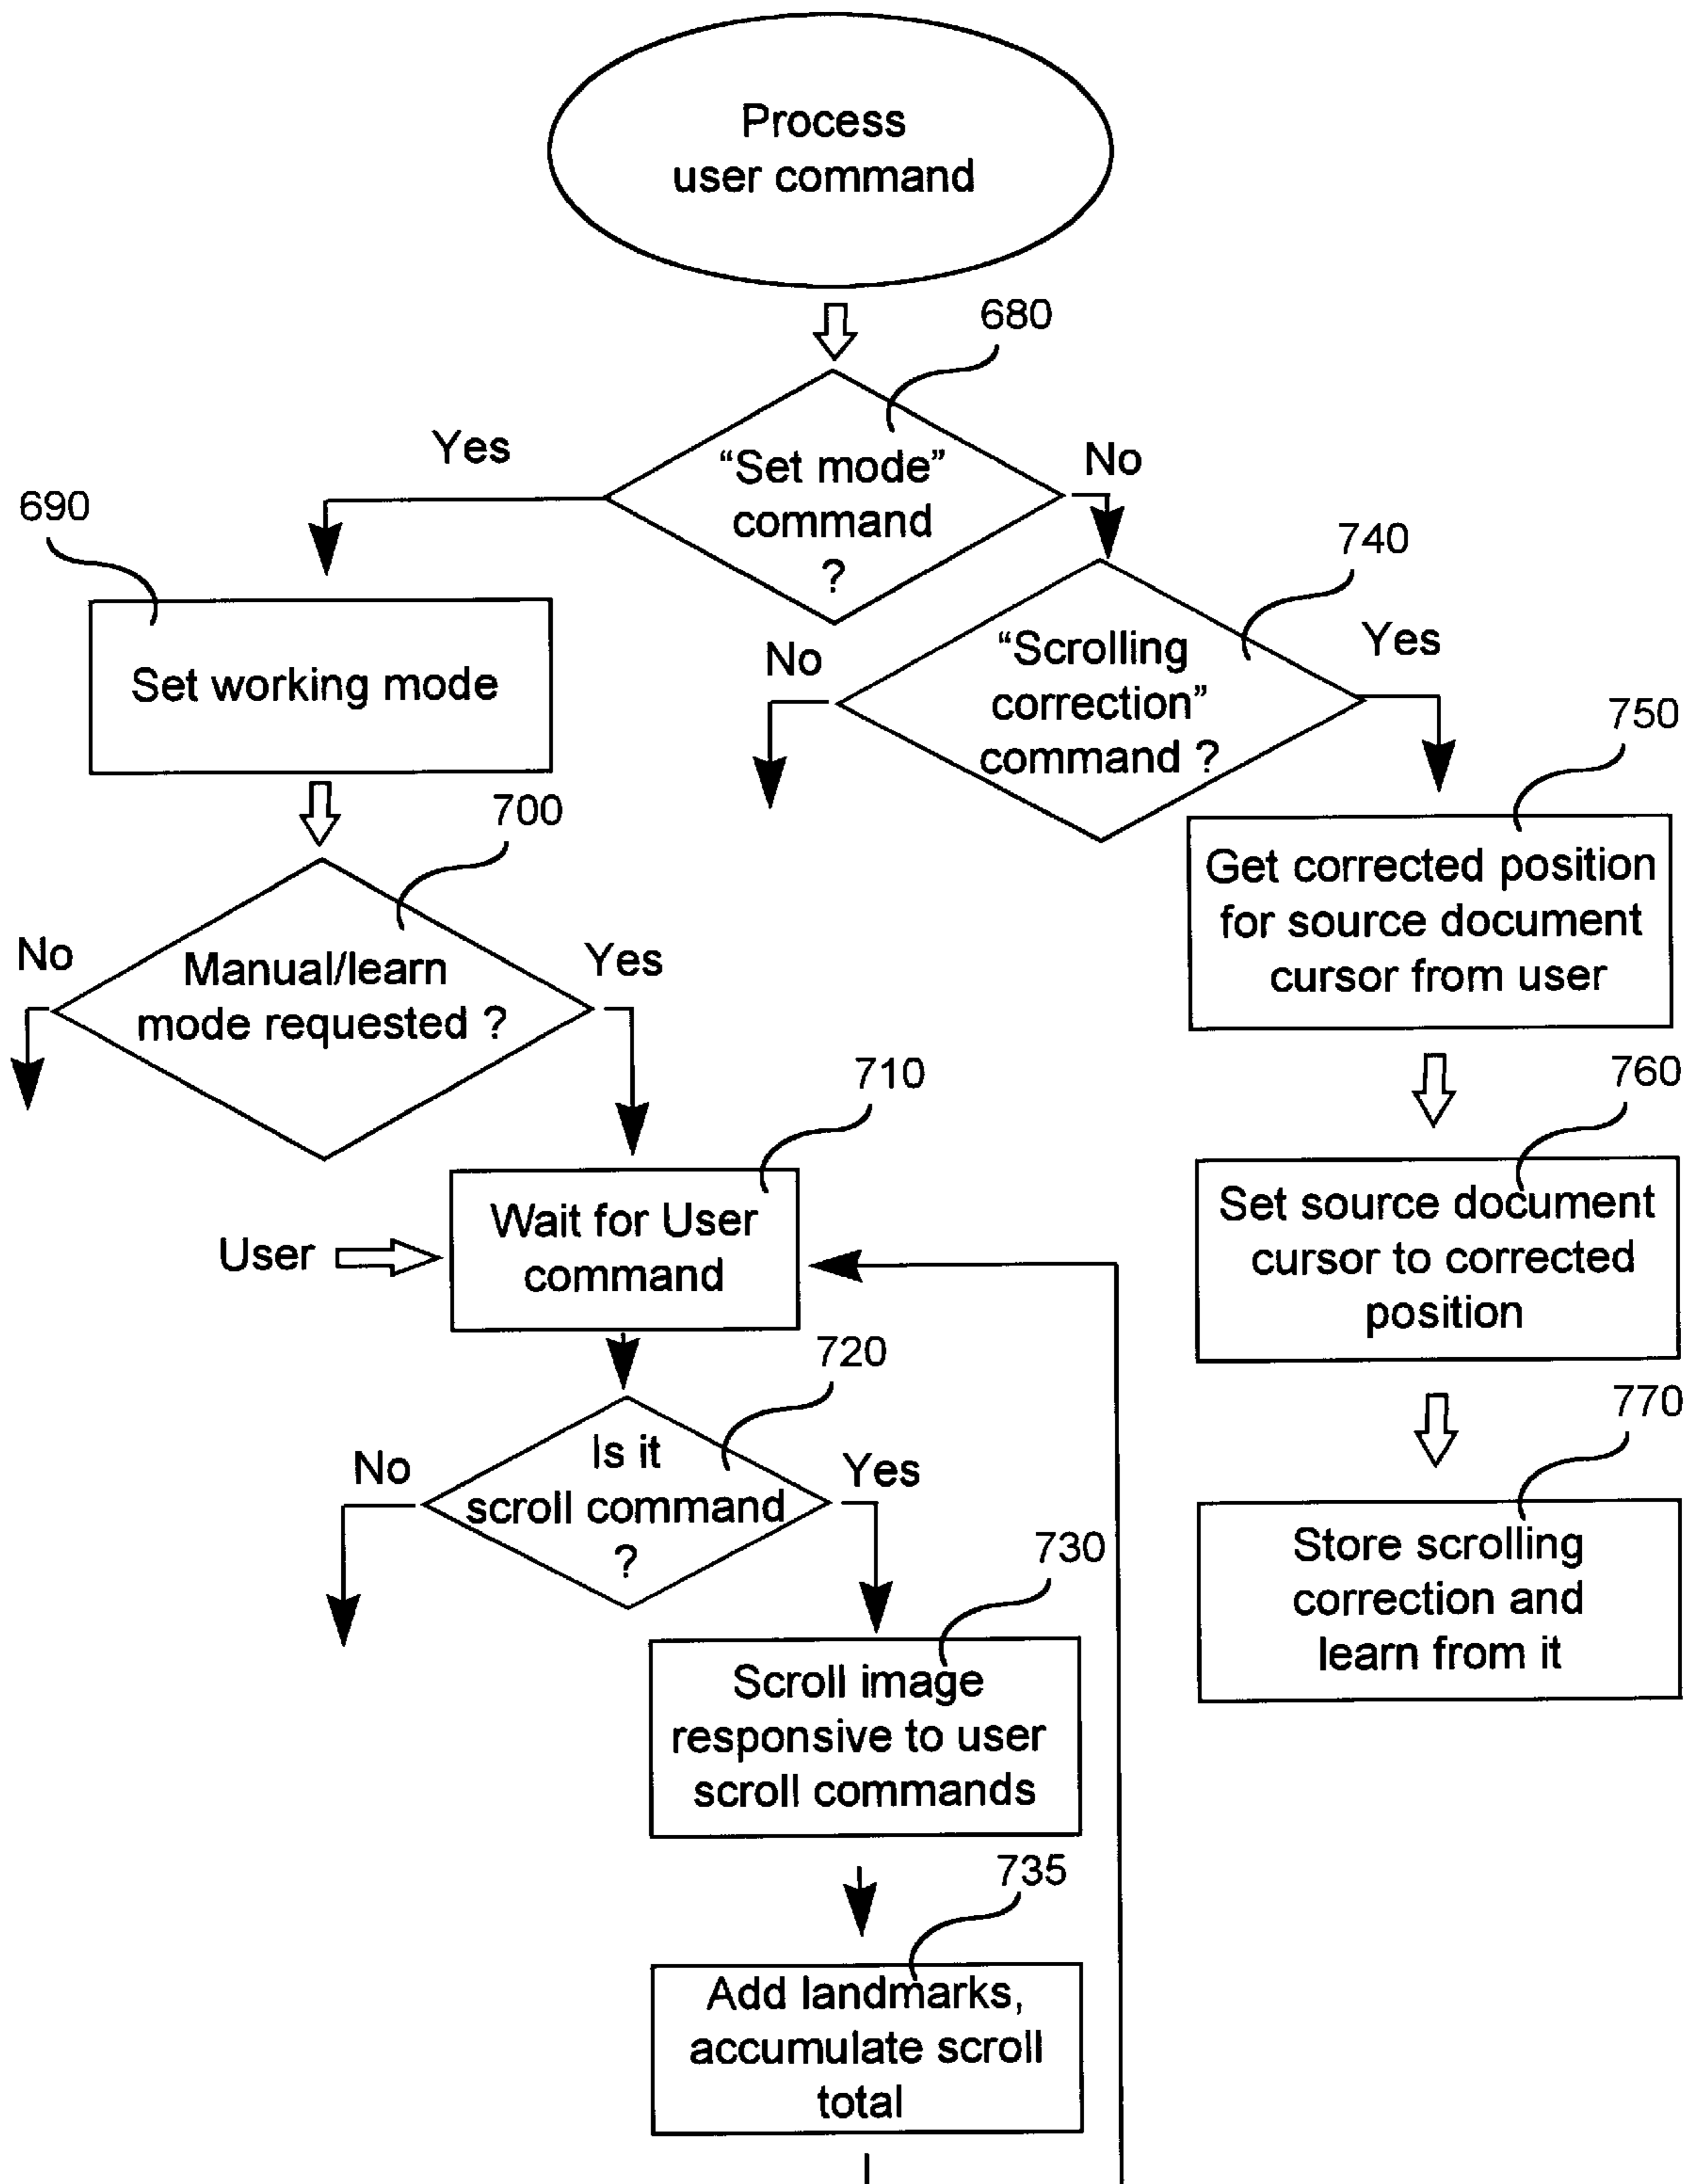 Process
user command
680
Yes
“Set mode”
command
?
No
690
740
Set working mode
No
“Scrolling
correction”
command ?
Yes
750
700
Get corrected position
for source document
cursor from user
No
Manual/learn
mode requested ?
Yes
710
760
User
Wait for User
command
Set source document
cursor to corrected
position
720
770
No
Is it
scroll command
?
Yes
730
Store scrolling
correction and
learn from it
Scroll image
responsive to user
scroll commands
735
Add landmarks,
accumulate scroll
total